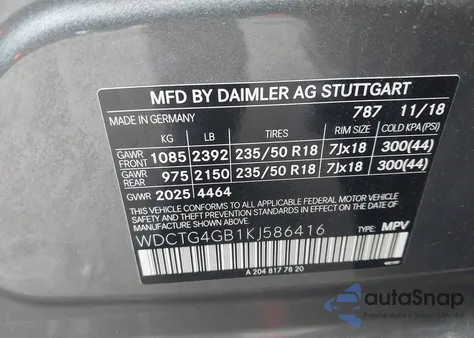 MFD BY DAIMLER AG STUTTGART
MADE IN GERMANY 787 11/18
KG LB TIRES RIM SIZE COLD KPA(PSI)
GAWR FRONT 1085 2392 235/50 R18 7Jx18 300(44)
GAWR REAR 975 2150 235/50 R18 7Jx18 300(44)
GVWR 2025 4464
THIS VEHICLE CONFORMS TO ALL APPLICABLE FEDERAL MOTOR VEHICLE
SAFETY, BUMPER, AND THEFT PREVENTION STANDARDS IN EFFECT ON
THE DATE OF MANUFACTURE SHOWN ABOVE.
WDCTG4GB1KJ586416 TYPE: MPV
A 204 817 78 20
autoSnap